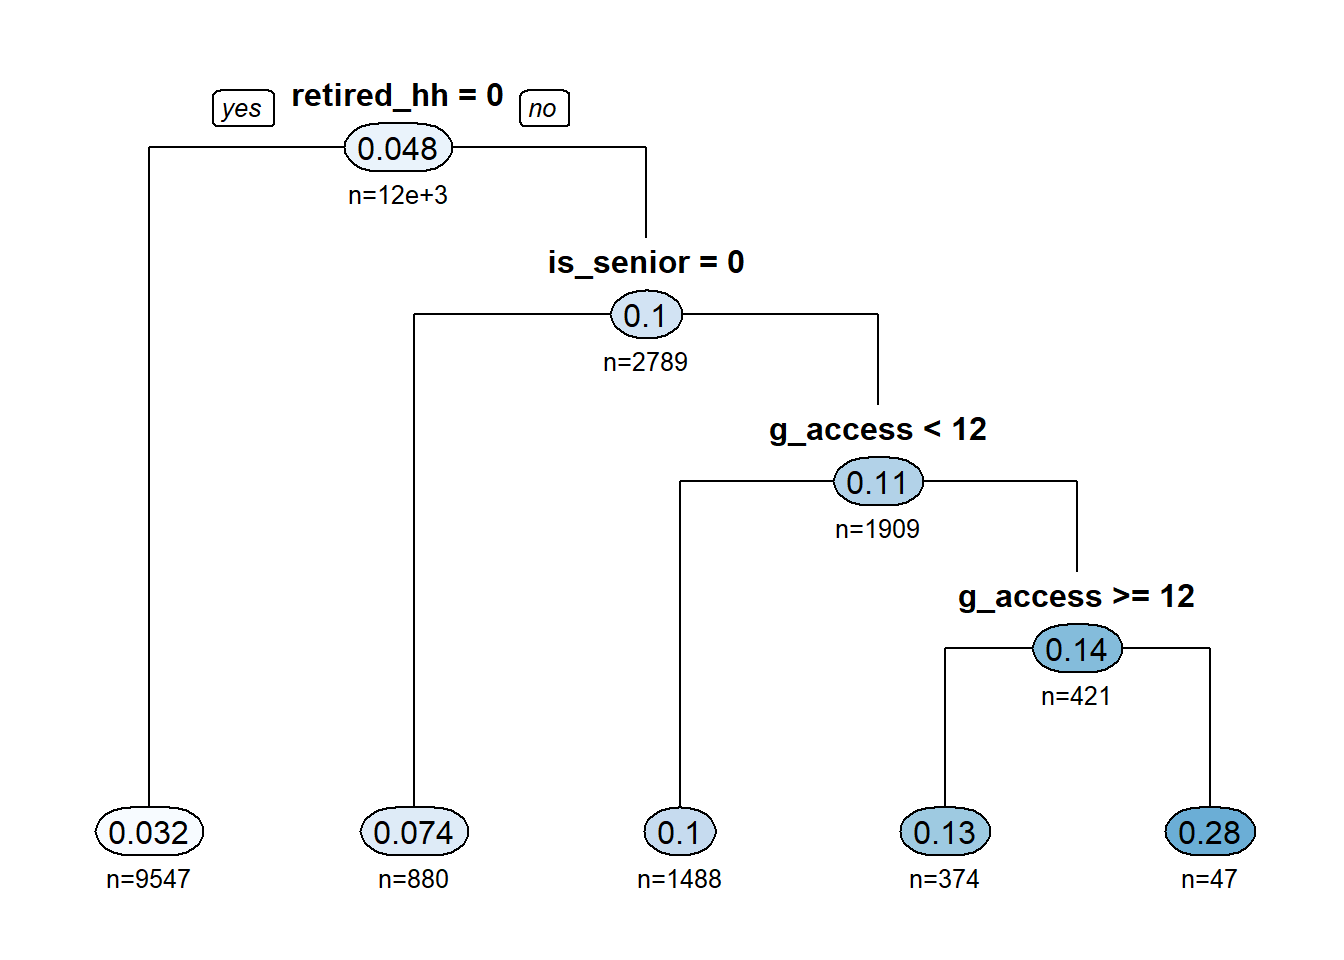 yes retired_hh = 0 no
0.048
n=12e+3
is_senior = 0
0.1
n=2789
g_access < 12
0.11
n=1909
g_access >= 12
0.14
n=421
0.032 0.074 0.1 0.13 0.28
n=9547 n=880 n=1488 n=374 n=47